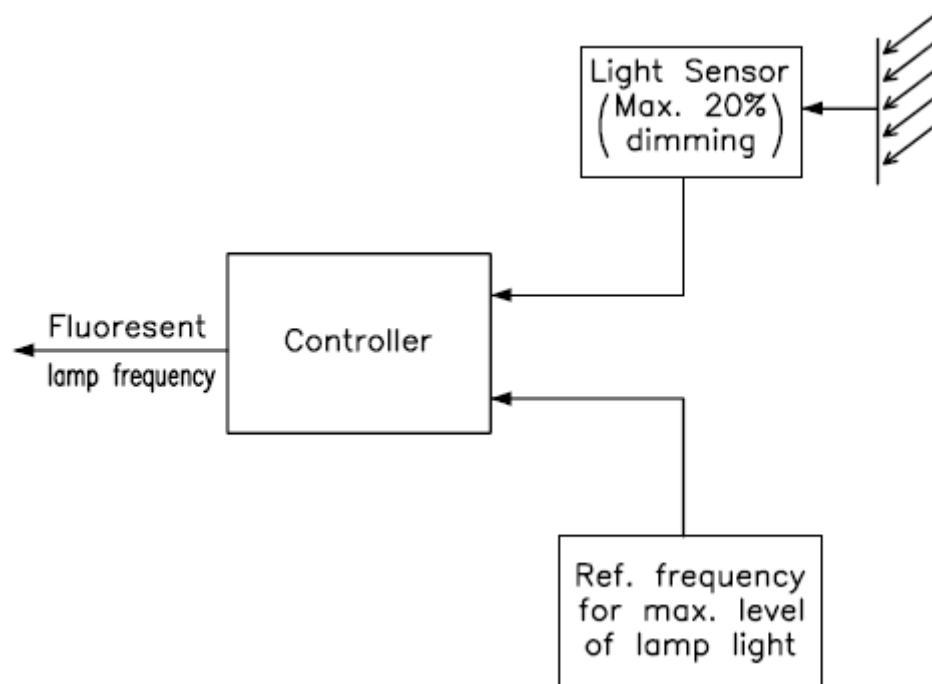 Light Sensor
(Max. 20%
dimming)
Controller
Fluoresent
lamp frequency
Ref. frequency
for max. level
of lamp light